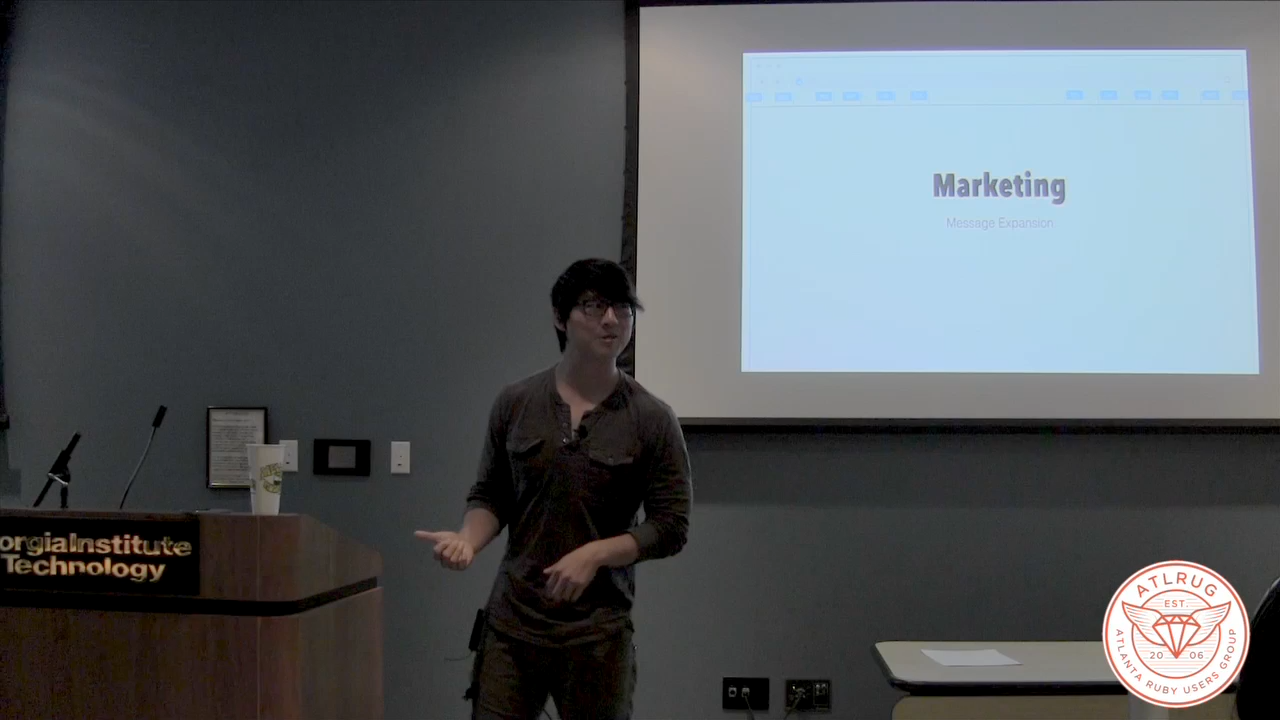 Marketing
Message Expansion
orgiaInstitute
Technology
ATLRUG
EST.
20 06
ATLANTA RUBY USERS GROUP